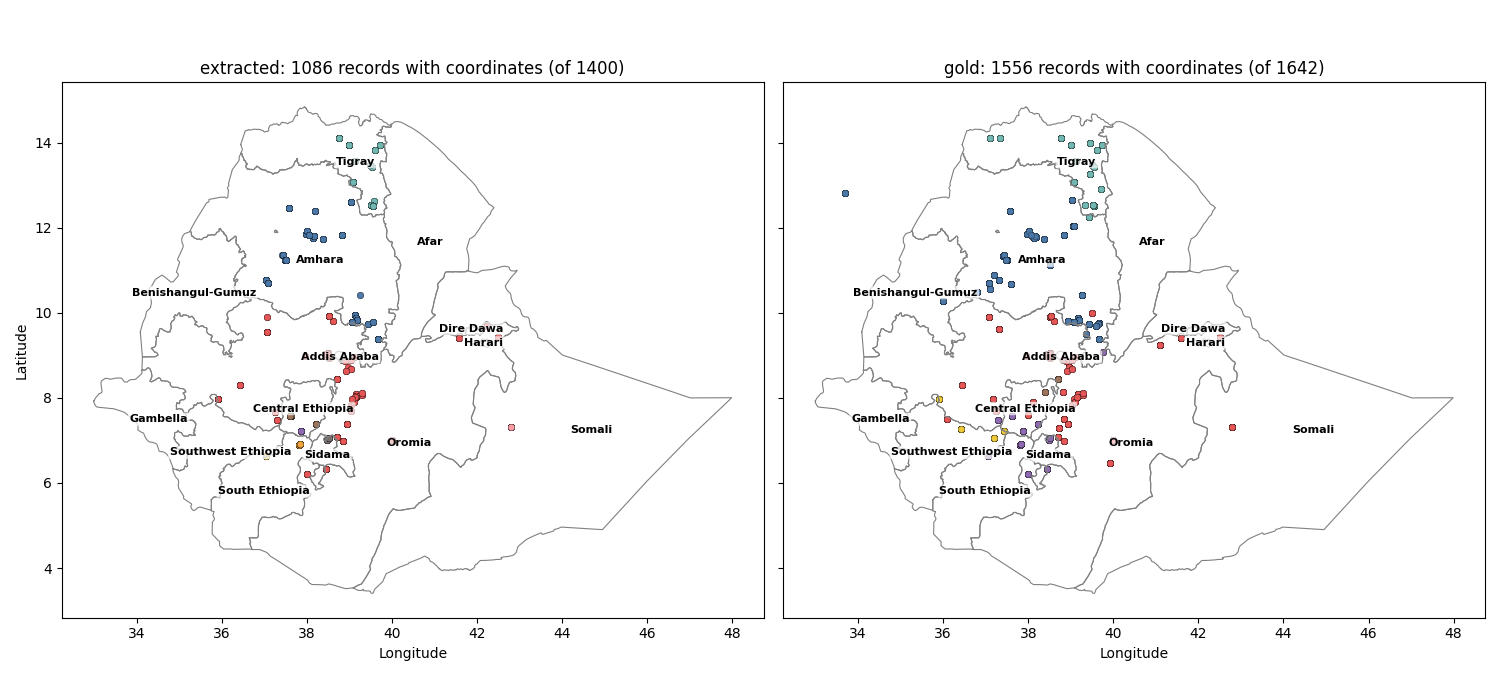 extracted: 1086 records with coordinates (of 1400)
Latitude
14
12
10
8
6
4
Tigray
Afar
Amhara
Benishangul-Gumuz
Dire Dawa
Harari
Addis Ababa
Central Ethiopia
Gambella
Somali
Oromia
Southwest Ethiopia
Sidama
South Ethiopia
34 36 38 40 42 44 46 48
Longitude
gold: 1556 records with coordinates (of 1642)
Tigray
Afar
Amhara
Benishangul-Gumuz
Dire Dawa
Harari
Addis Ababa
Central Ethiopia
Gambella
Somali
Oromia
Southwest Ethiopia
Sidama
South Ethiopia
34 36 38 40 42 44 46 48
Longitude